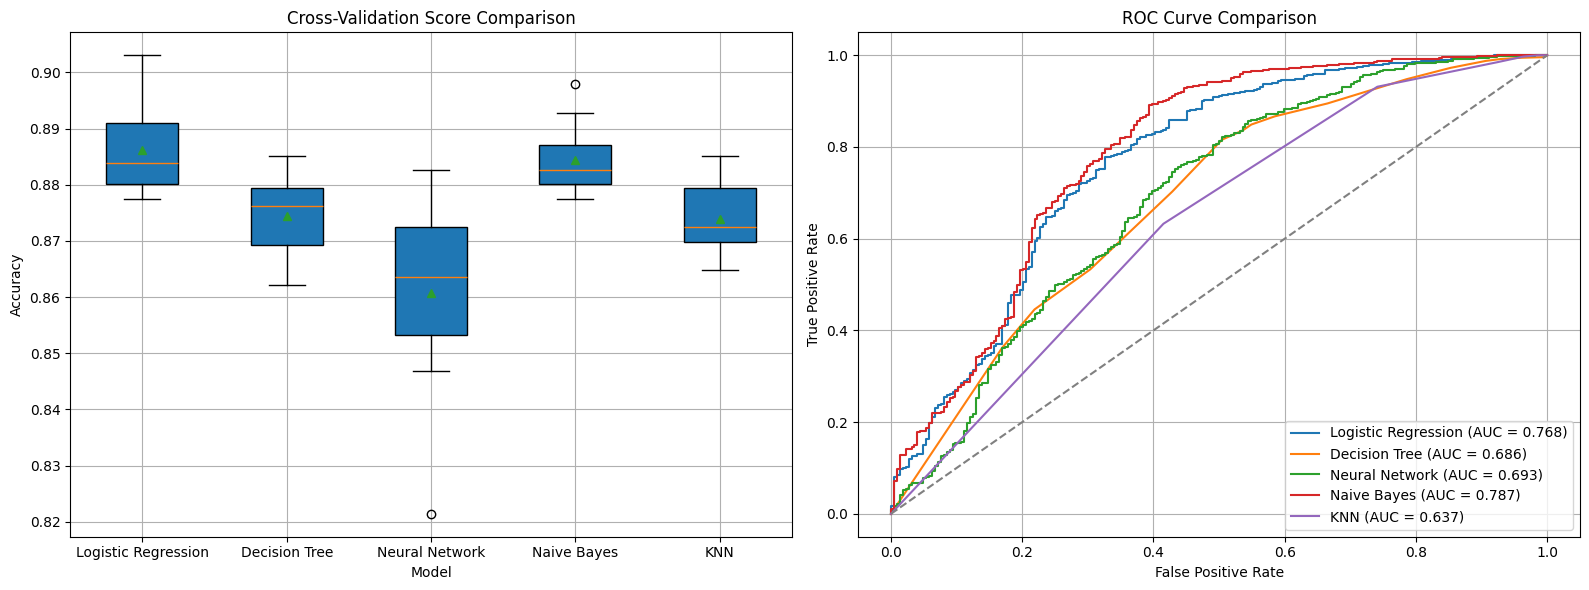 Cross-Validation Score Comparison
0.90
0.89
0.88
0.87
0.86
0.85
0.84
0.83
0.82
Accuracy
Logistic Regression
Decision Tree
Neural Network
Naive Bayes
KNN
Model
ROC Curve Comparison
1.0
0.8
0.6
0.4
0.2
0.0
True Positive Rate
Logistic Regression (AUC = 0.768)
Decision Tree (AUC = 0.686)
Neural Network (AUC = 0.693)
Naive Bayes (AUC = 0.787)
KNN (AUC = 0.637)
0.0
0.2
0.4
0.6
0.8
1.0
False Positive Rate